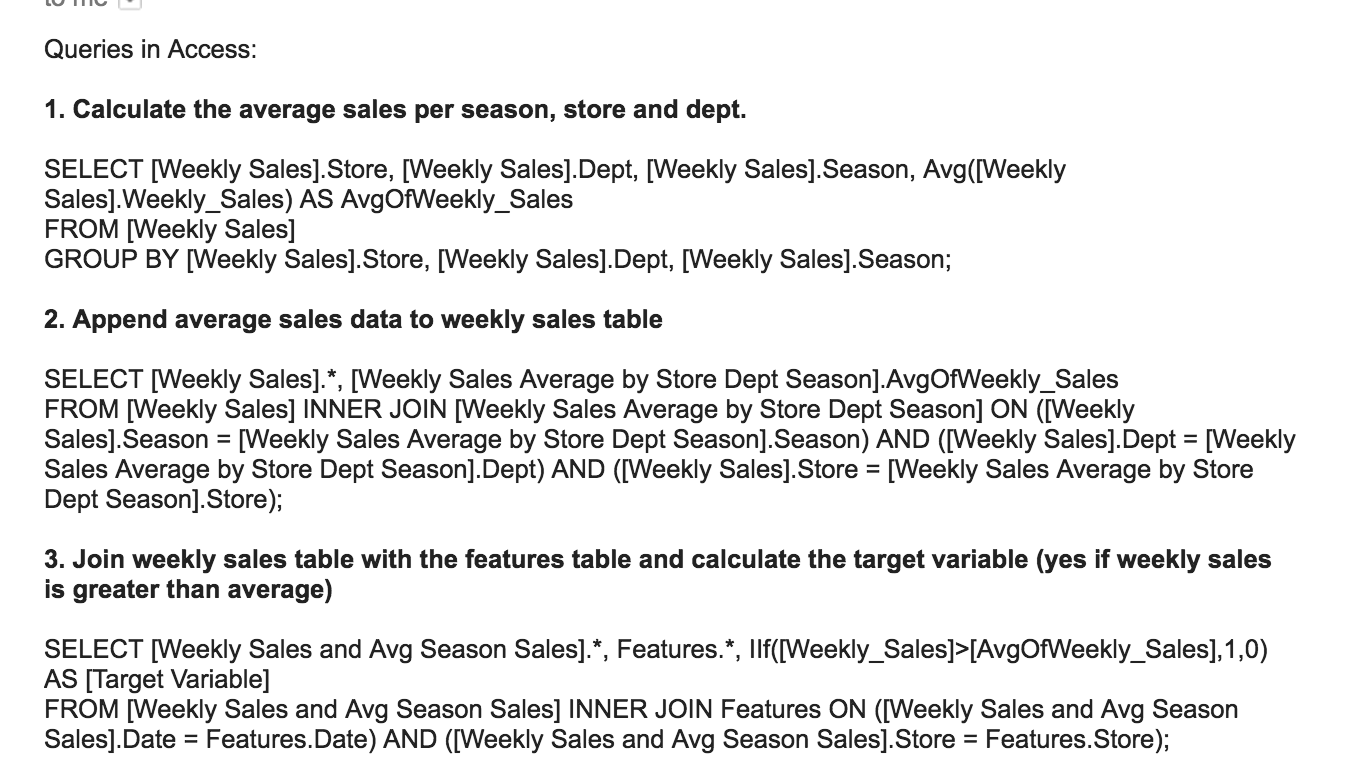 to me
Queries in Access:
1. Calculate the average sales per season, store and dept.
SELECT [Weekly Sales].Store, [Weekly Sales].Dept, [Weekly Sales].Season, Avg([Weekly
Sales].Weekly_Sales) AS AvgOfWeekly_Sales
FROM [Weekly Sales]
GROUP BY [Weekly Sales].Store, [Weekly Sales].Dept, [Weekly Sales].Season;
2. Append average sales data to weekly sales table
SELECT [Weekly Sales].*, [Weekly Sales Average by Store Dept Season].AvgOfWeekly_Sales
FROM [Weekly Sales] INNER JOIN [Weekly Sales Average by Store Dept Season] ON ([Weekly
Sales].Season = [Weekly Sales Average by Store Dept Season].Season) AND ([Weekly Sales].Dept = [Weekly
Sales Average by Store Dept Season].Dept) AND ([Weekly Sales].Store = [Weekly Sales Average by Store
Dept Season].Store);
3. Join weekly sales table with the features table and calculate the target variable (yes if weekly sales
is greater than average)
SELECT [Weekly Sales and Avg Season Sales].*, Features.*, IIf([Weekly_Sales]>[AvgOfWeekly_Sales],1,0)
AS [Target Variable]
FROM [Weekly Sales and Avg Season Sales] INNER JOIN Features ON ([Weekly Sales and Avg Season
Sales].Date = Features.Date) AND ([Weekly Sales and Avg Season Sales].Store = Features.Store);